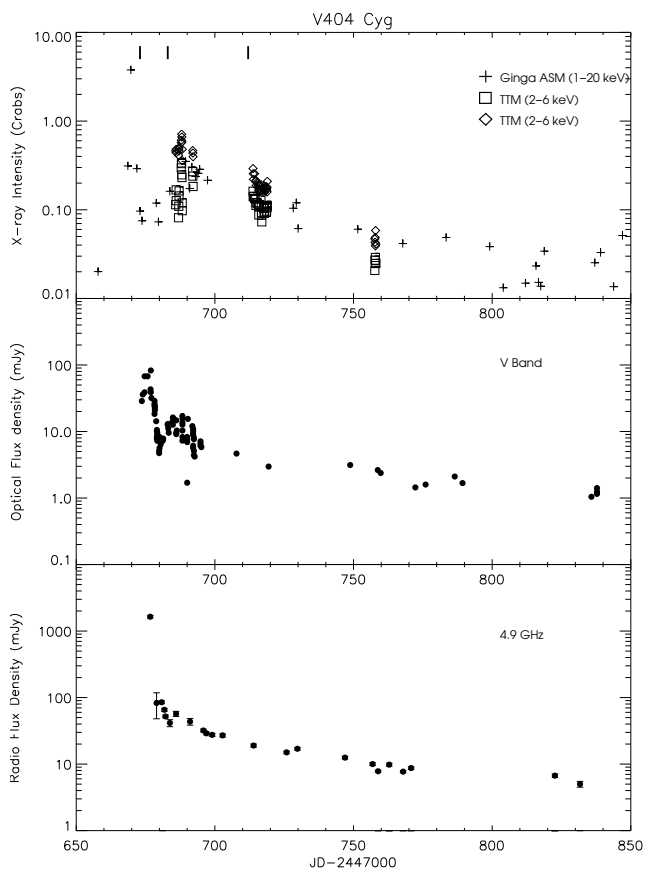 V404 Cyg
10.00
1.00
0.10
0.01
X-ray Intensity (Crabs)
Ginga ASM (1-20 keV)
TTM (2-6 keV)
TTM (2-6 keV)
700 750 800
100
10.0
1.0
0.1
Optical Flux density (mJy)
V Band
700 750 800
1000
100
10
1
Radio Flux Density (mJy)
4.9 GHz
650 700 750 800 850
JD-2447000